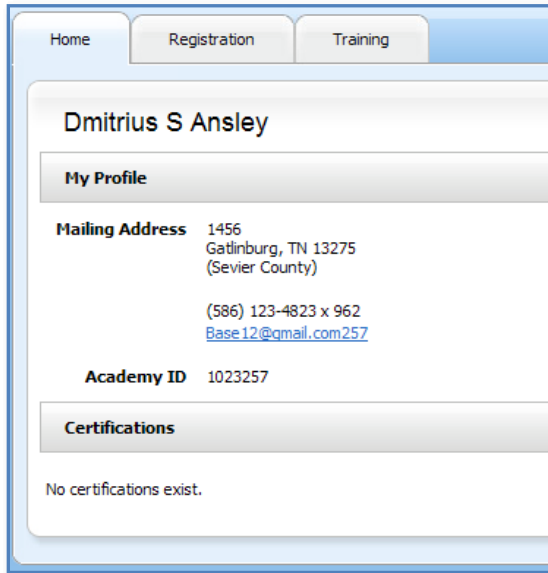 Home Registration Training
Dmitrius S Ansley
My Profile
Mailing Address 1456
Gatlinburg, TN 13275
(Sevier County)
(586) 123-4823 x 962
Base12@gmail.com257
Academy ID 1023257
Certifications
No certifications exist.